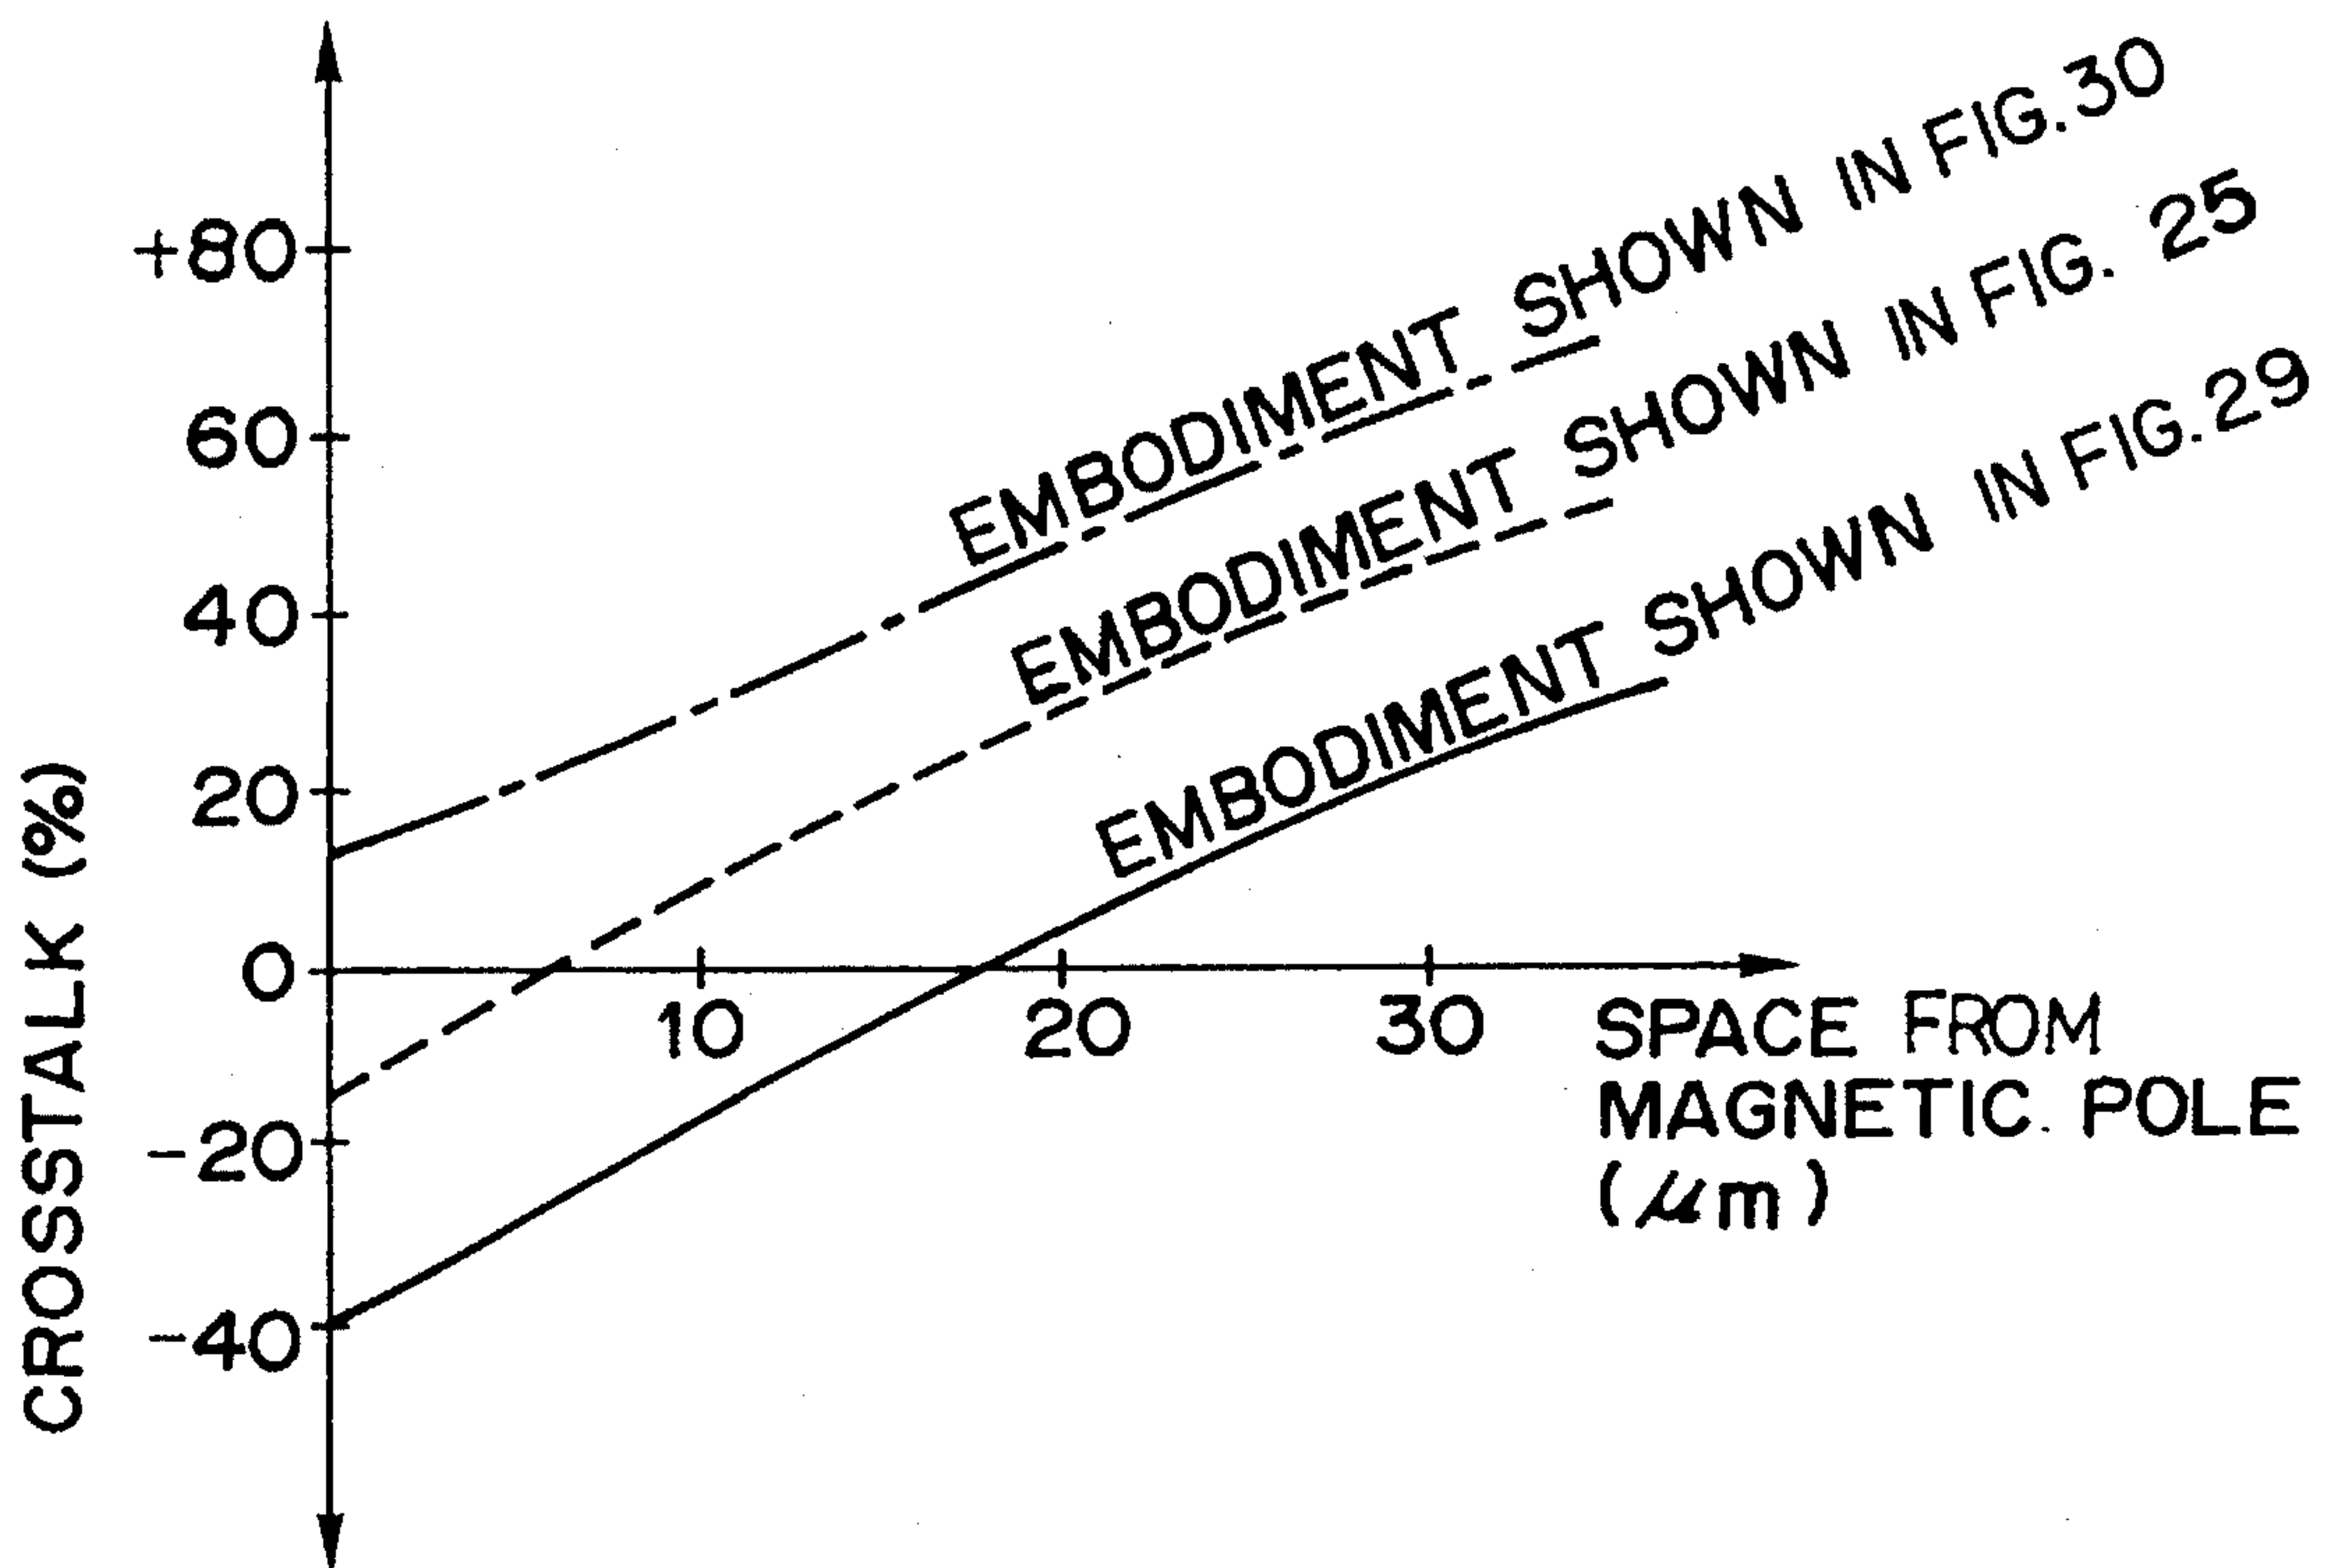 +80
60
40
20
0
-20
-40
CROSSTALK (%)
EMBODIMENT SHOWN IN FIG.30
EMBODIMENT SHOWN IN FIG. 25
EMBODIMENT SHOWN IN FIG.29
10
20
30
SPACE FROM
MAGNETIC. POLE
(μm)